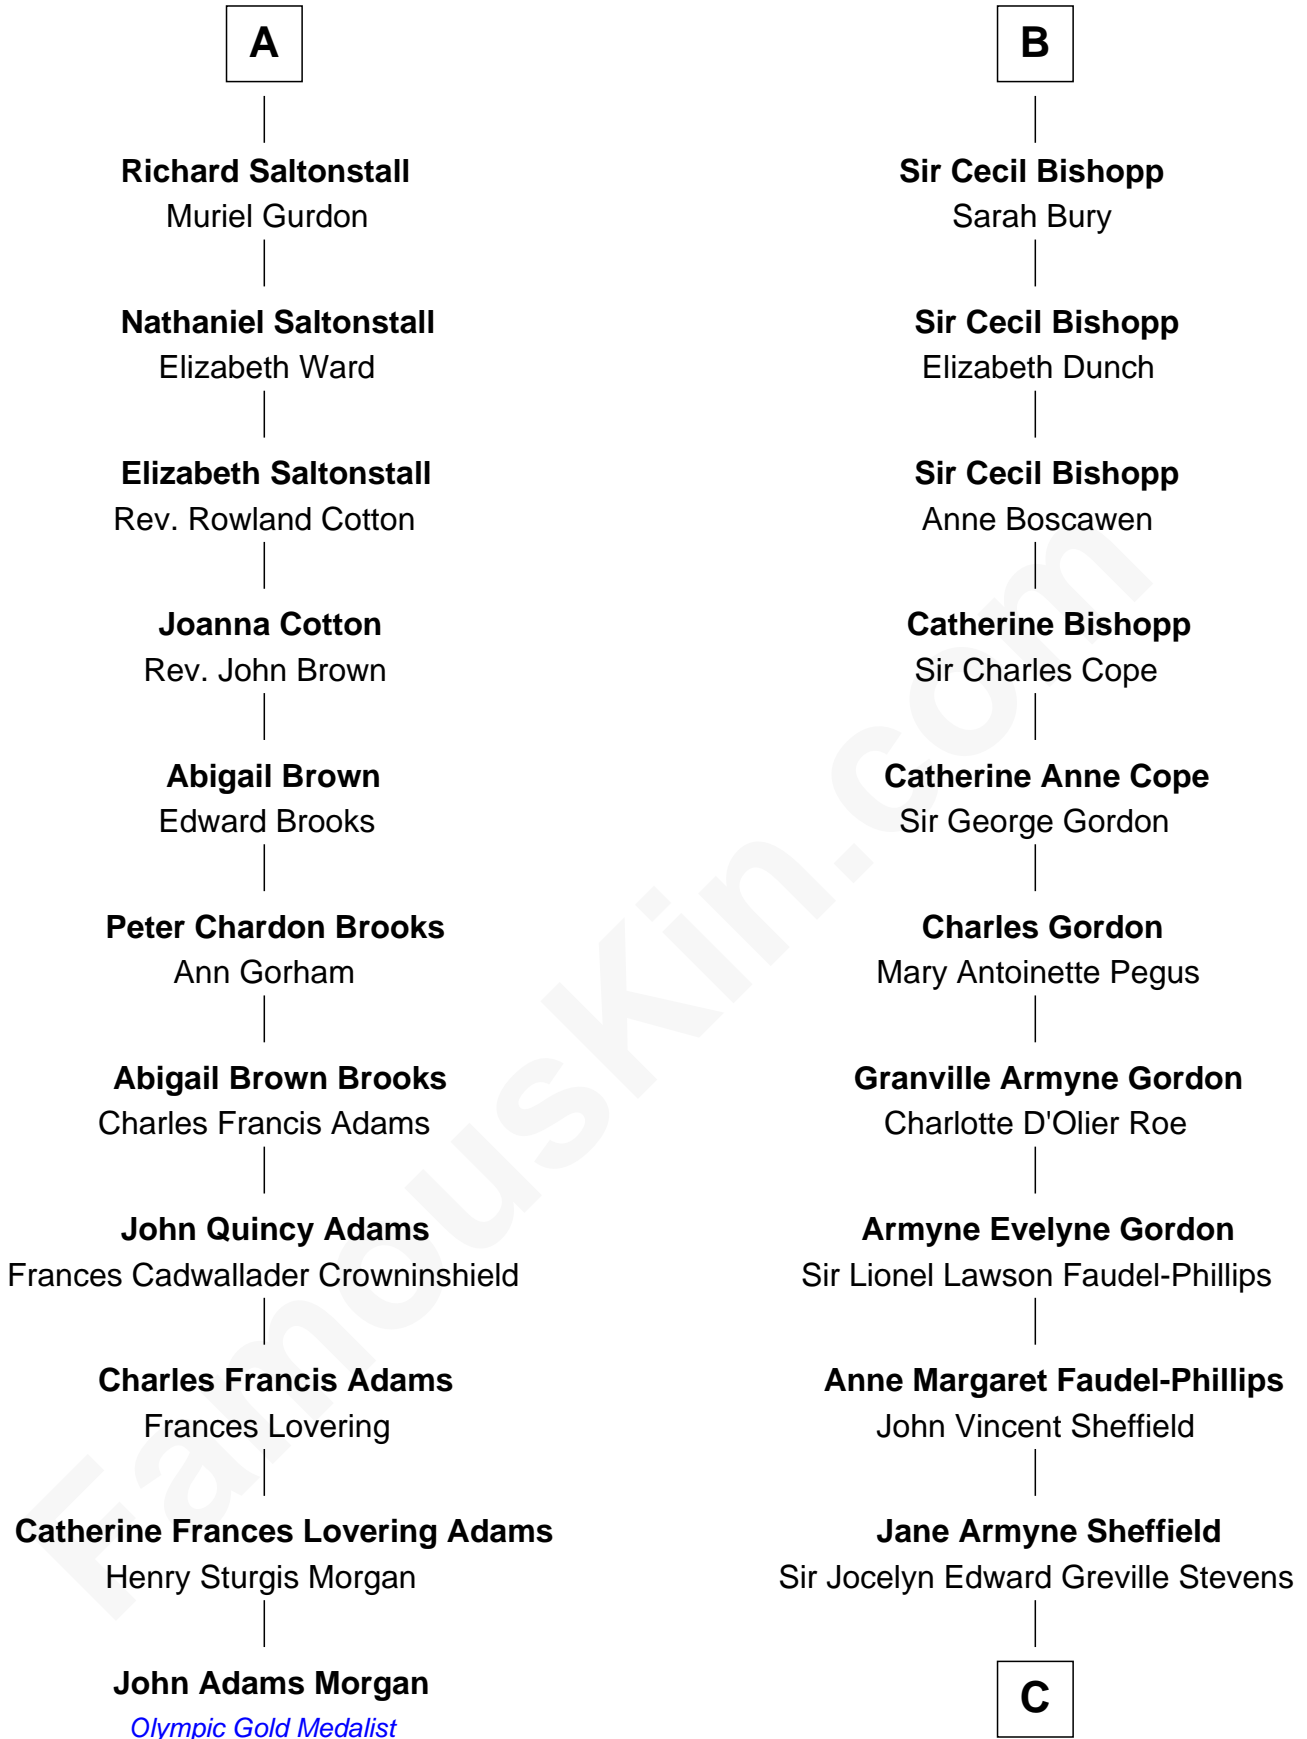 A
Richard Saltonstall
Muriel Gurdon
Nathaniel Saltonstall
Elizabeth Ward
Elizabeth Saltonstall
Rev. Rowland Cotton
Joanna Cotton
Rev. John Brown
Abigail Brown
Edward Brooks
Peter Chardon Brooks
Ann Gorham
Abigail Brown Brooks
Charles Francis Adams
John Quincy Adams
Frances Cadwallader Crowninshield
Charles Francis Adams
Frances Lovering
Catherine Frances Lovering Adams
Henry Sturgis Morgan
John Adams Morgan
Olympic Gold Medalist
B
Sir Cecil Bishopp
Sarah Bury
Sir Cecil Bishopp
Elizabeth Dunch
Sir Cecil Bishopp
Anne Boscawen
Catherine Bishopp
Sir Charles Cope
Catherine Anne Cope
Sir George Gordon
Charles Gordon
Mary Antoinette Pegus
Granville Armyne Gordon
Charlotte D'Olier Roe
Armyne Evelyne Gordon
Sir Lionel Lawson Faudel-Phillips
Anne Margaret Faudel-Phillips
John Vincent Sheffield
Jane Armyne Sheffield
Sir Jocelyn Edward Greville Stevens
C
FamousKin.com